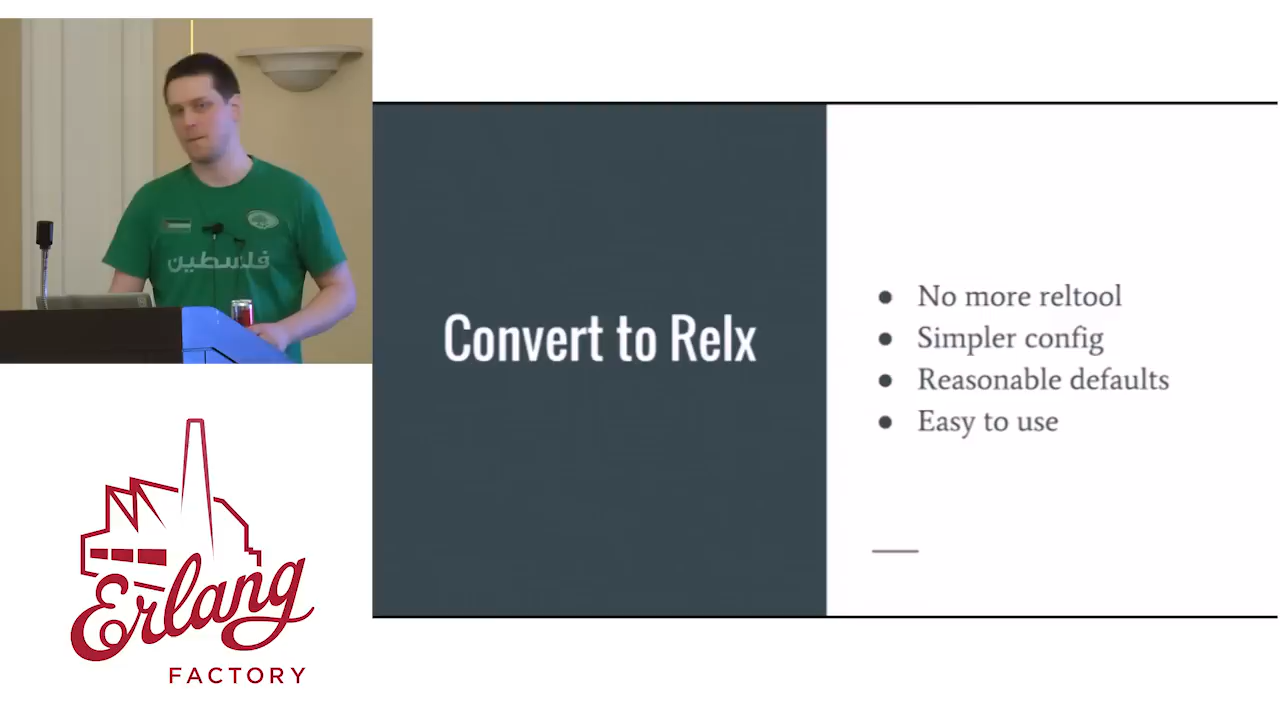 فلسطين
Convert to Relx
● No more reltool
● Simpler config
● Reasonable defaults
● Easy to use
Erlang
FACTORY